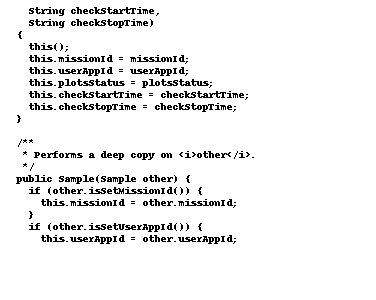 String checkStartTime,
String checkStopTime)
{
this();
this.missionId = missionId;
this.userAppId = userAppId;
this.plotsStatus = plotsStatus;
this.checkStartTime = checkStartTime;
this.checkStopTime = checkStopTime;
}
/**
* Performs a deep copy on <i>other</i>.
*/
public Sample(Sample other) {
if (other.isSetMissionId()) {
this.missionId = other.missionId;
}
if (other.isSetUserAppId()) {
this.userAppId = other.userAppId;